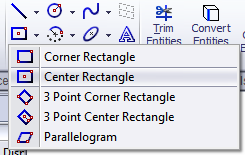 Trim
Entities
Convert
Entities
Corner Rectangle
Center Rectangle
3 Point Corner Rectangle
3 Point Center Rectangle
Parallelogram